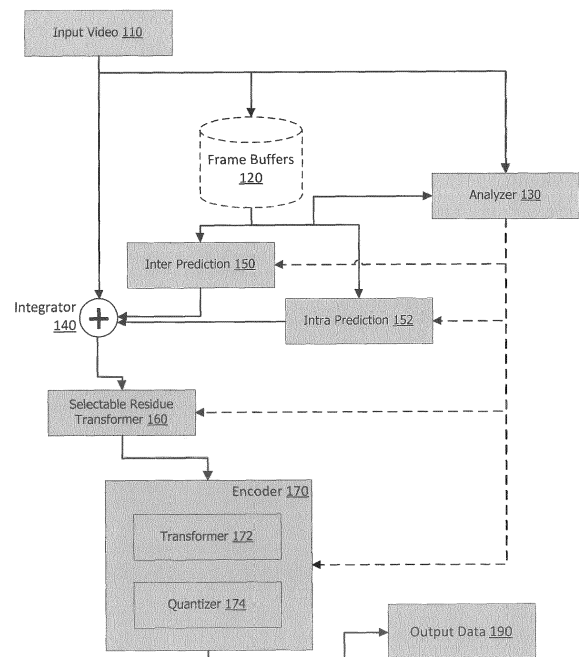 Input Video 110
Frame Buffers
120
Analyzer 130
Inter Prediction 150
Integrator
140
Intra Prediction 152
Selectable Residue
Transformer 160
Encoder 170
Transformer 172
Quantizer 174
Output Data 190